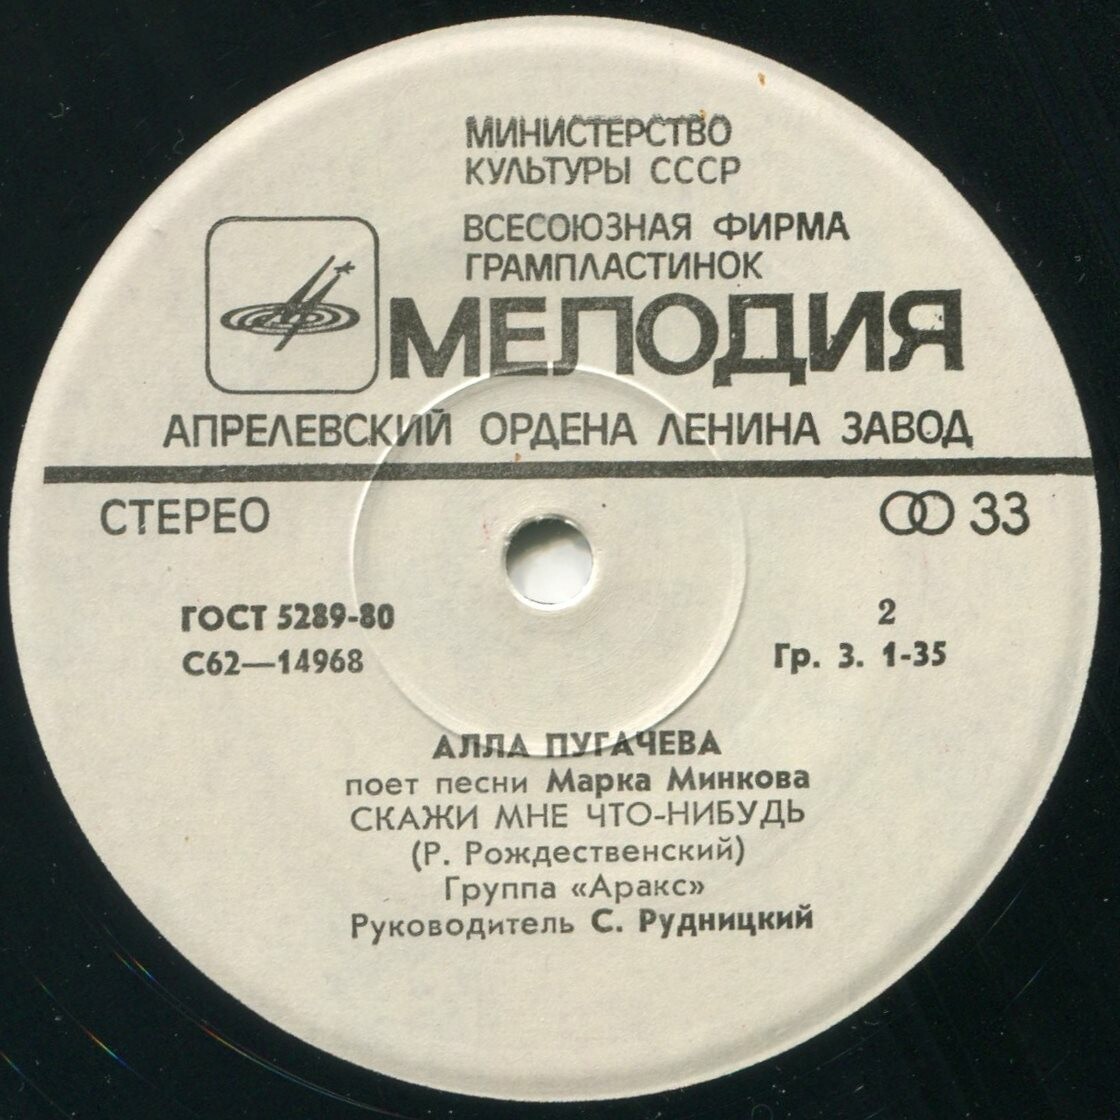 МИНИСТЕРСТВО
КУЛЬТУРЫ СССР
ВСЕСОЮЗНАЯ ФИРМА
ГРАМПЛАСТИНОК
МЕЛОДИЯ
АПРЕЛЕВСКИЙ ОРДЕНА ЛЕНИНА ЗАВОД
СТЕРЕО
33
ГОСТ 5289-80
2
С62—14968
Гр. 3. 1-35
АЛЛА ПУГАЧЕВА
поет песни Марка Минкова
СКАЖИ МНЕ ЧТО-НИБУДЬ
(Р. Рождественский)
Группа «Аракс»
Руководитель С. Рудницкий